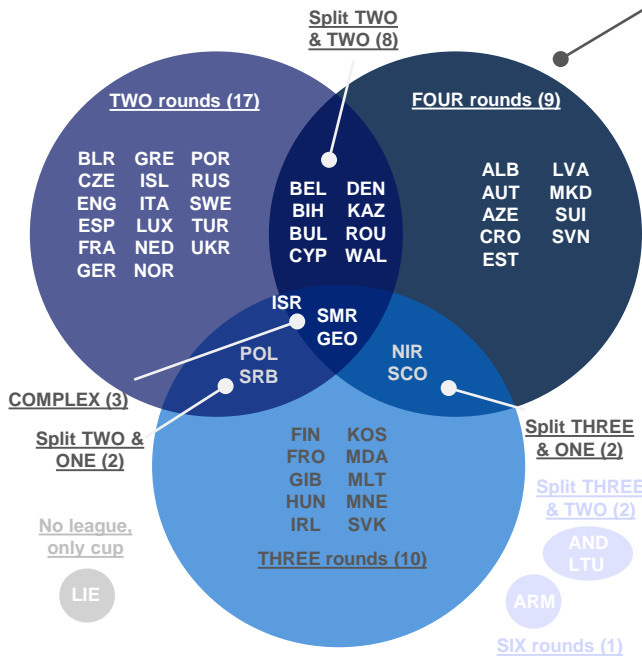 Split TWO
& TWO (8)
TWO rounds (17)
FOUR rounds (9)
BLR GRE POR
CZE ISL RUS
ENG ITA SWE
ESP LUX TUR
FRA NED UKR
GER NOR
BEL DEN
BIH KAZ
BUL ROU
CYP WAL
ALB LVA
AUT MKD
AZE SUI
CRO SVN
EST
ISR
SMR
GEO
POL
SRB
NIR
SCO
COMPLEX (3)
Split TWO &
ONE (2)
Split THREE
& ONE (2)
FIN KOS
FRO MDA
GIB MLT
HUN MNE
IRL SVK
THREE rounds (10)
No league,
only cup
LIE
Split THREE
& TWO (2)
AND
LTU
ARM
SIX rounds (1)